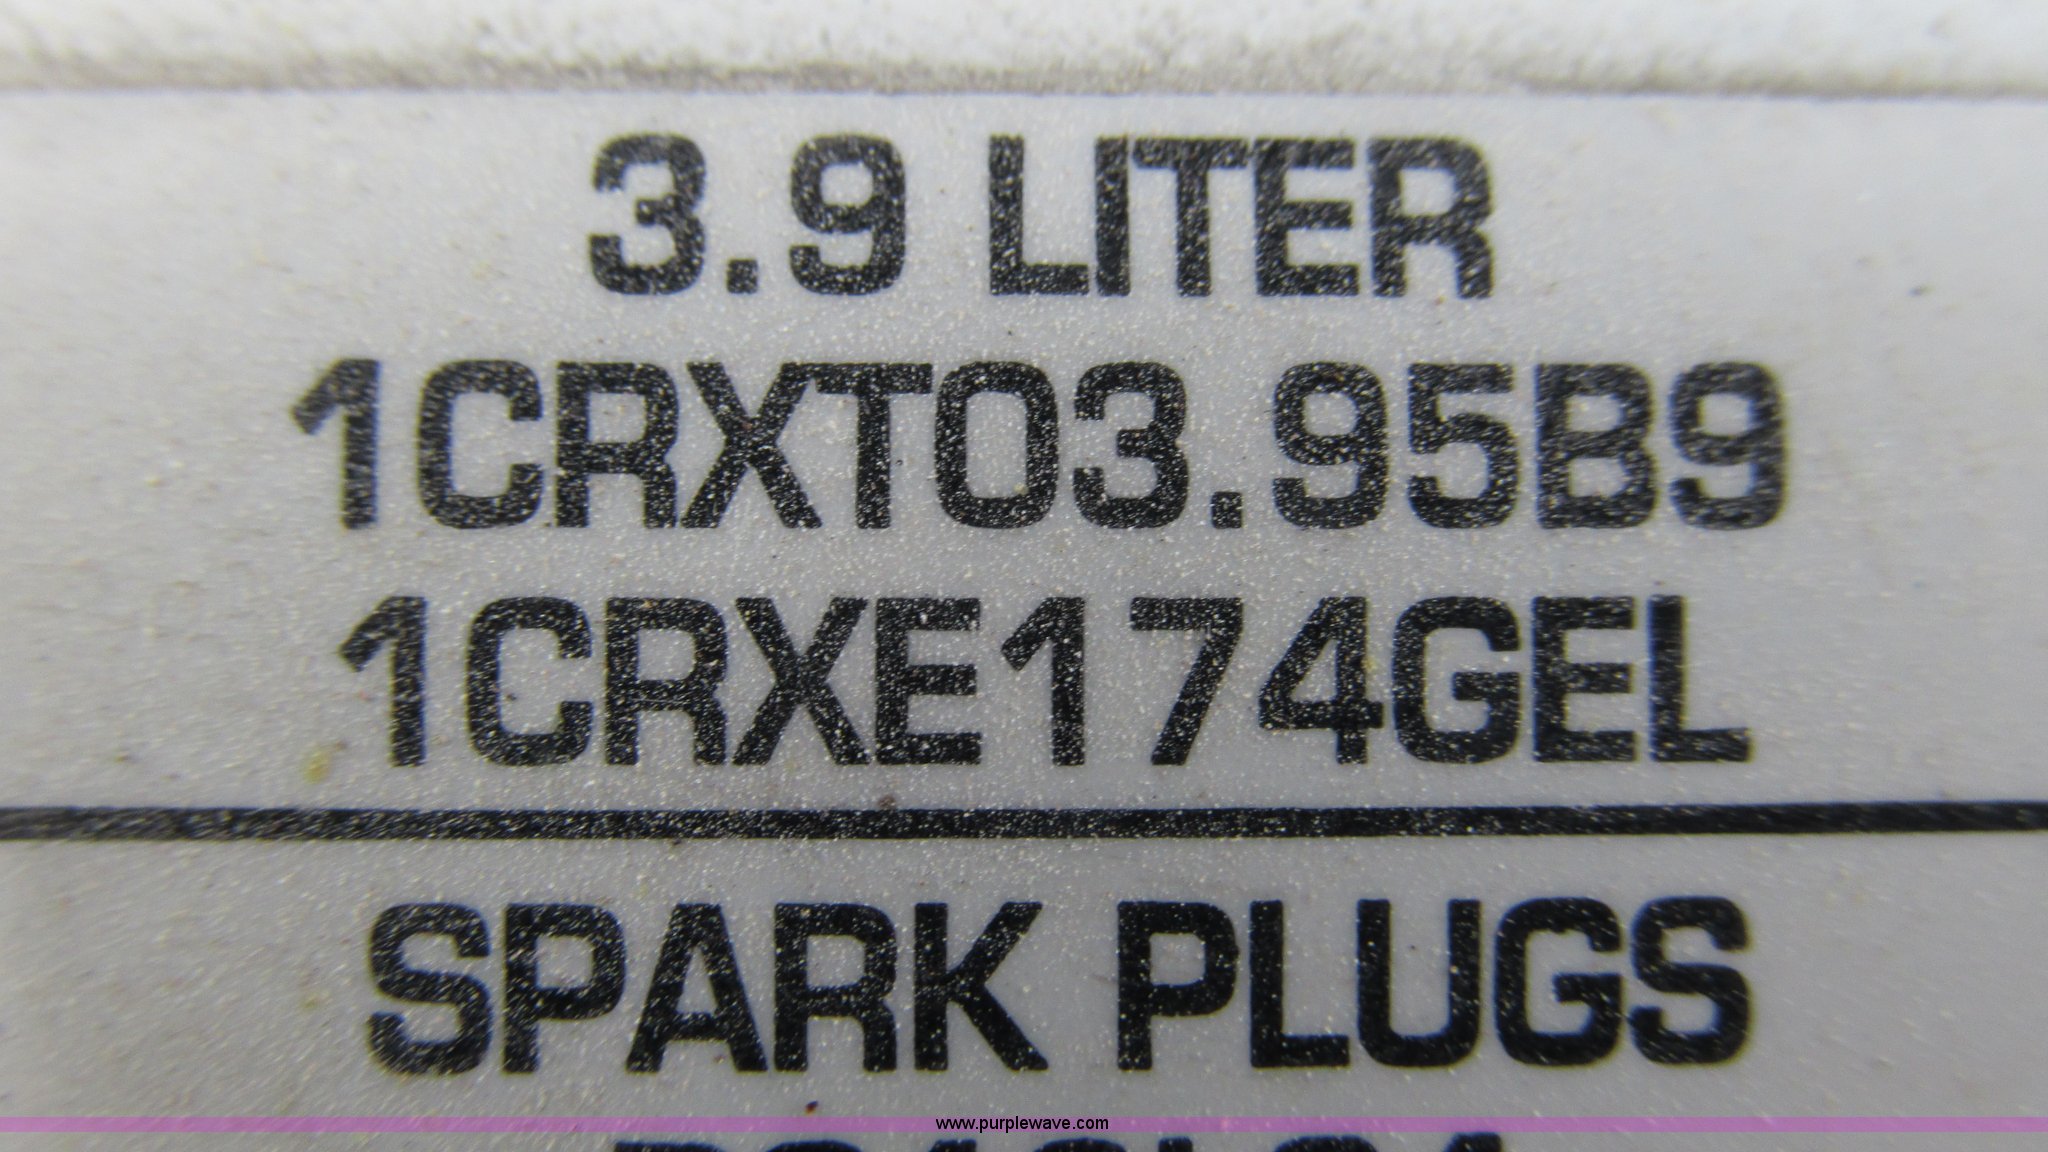 3.9 LITER
1CRXT03.95B9
1CRXE174GEL
SPARK PLUGS
www.purplewave.com